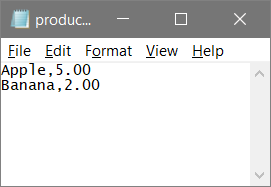 produc...
File Edit Format View Help
Apple,5.00
Banana,2.00